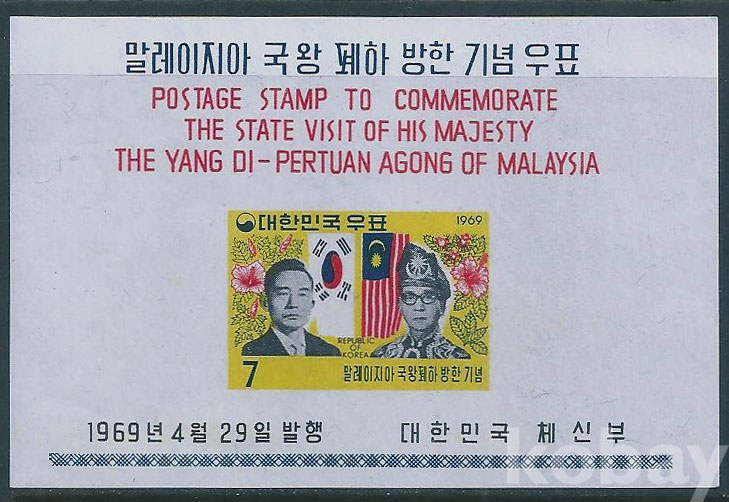 말레이지아 국왕 폐하 방한 기념 우표
POSTAGE STAMP TO COMMEMORATE
THE STATE VISIT OF HIS MAJESTY
THE YANG DI-PERTUAN AGONG OF MALAYSIA
대한민국우표 1969
REPUBLIC
OF
KOREA
7 말레이지아 국왕폐하 방한 기념
1969년 4월 29일 발행 대한민국 체신부
kobay